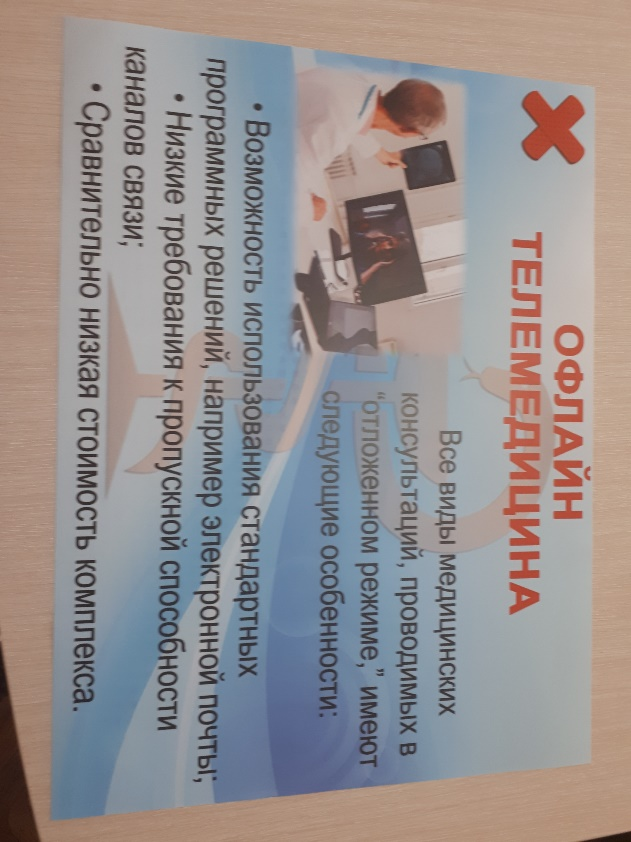 ОФЛАЙН
ТЕЛЕМЕДИЦИНА
Все виды медицинских
консультаций, проводимых в
“отложенном режиме,” имеют
следующие особенности:
• Возможность использования стандартных
программных решений, например электронной почты;
• Низкие требования к пропускной способности
каналов связи;
• Сравнительно низкая стоимость комплекса.